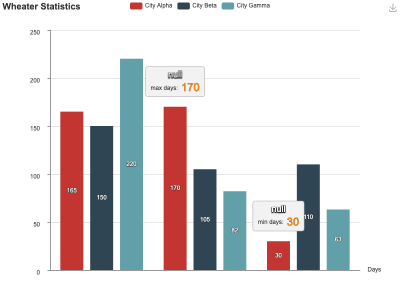 Wheater Statistics
City Alpha City Beta City Gamma
250
200
150
100
50
0
165
150
220
170
105
82
30
110
63
null
max days: 170
null
min days: 30
Days